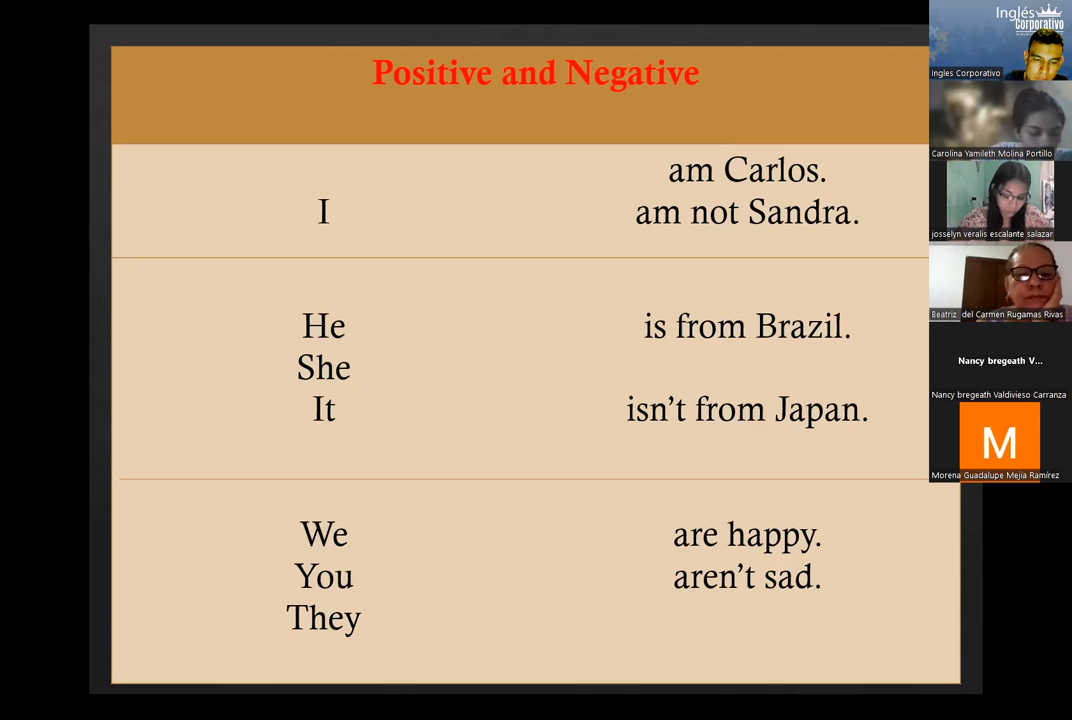 Positive and Negative
I
am Carlos.
am not Sandra.
He
She
It
is from Brazil.
isn't from Japan.
We
You
They
are happy.
aren't sad.
Inglés
Corporativo
Ingles Corporativo
Carolina Yamileth Molina Portillo
josselyn veralis escalante salazar
Beatriz del Carmen Rugamas Rivas
Nancy bregeath V...
Nancy bregeath Valdivieso Carranza
M
Morena Guadalupe Mejía Ramírez